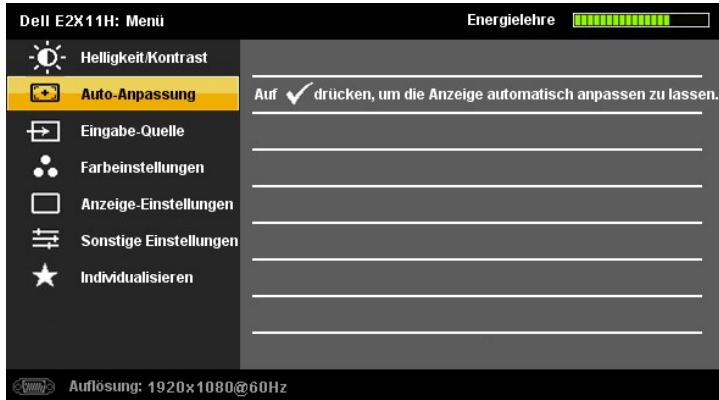 Dell E2X11H: Menü
Energielehre
Helligkeit/Kontrast
Auto-Anpassung
Auf ✓ drücken, um die Anzeige automatisch anpassen zu lassen.
Eingabe-Quelle
Farbeinstellungen
Anzeige-Einstellungen
Sonstige Einstellungen
Individualisieren
Auflösung: 1920x1080@60Hz